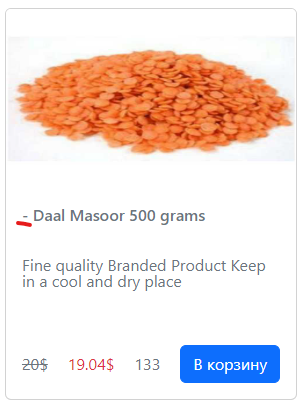 - Daal Masoor 500 grams
Fine quality Branded Product Keep
in a cool and dry place
20$ 19.04$ 133 В корзину